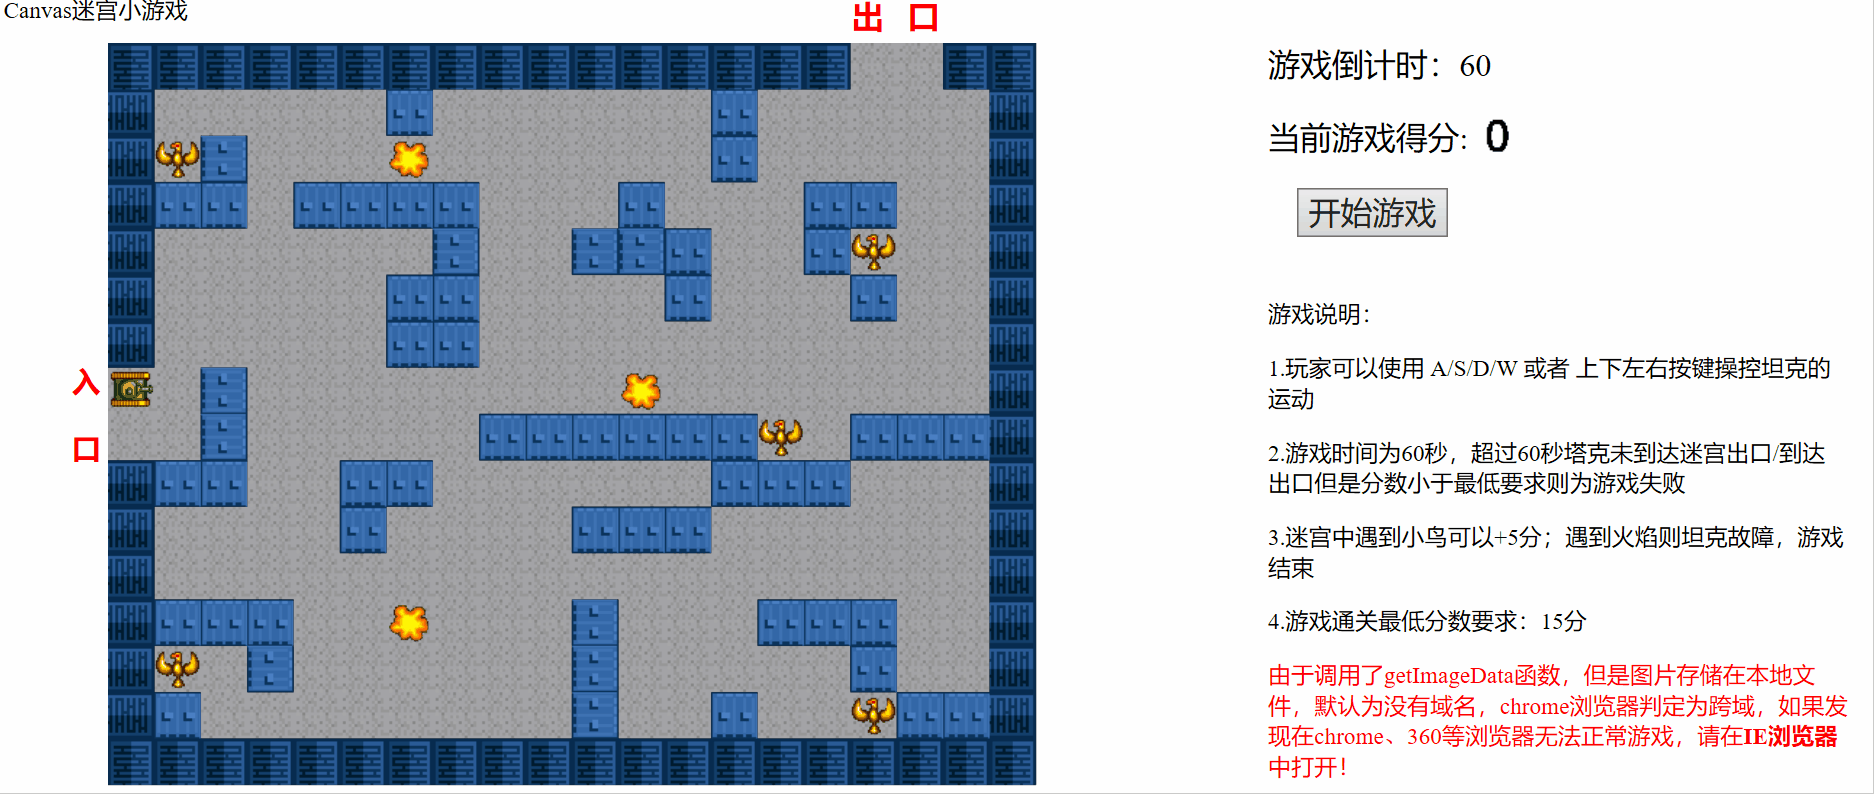 Canvas迷宫小游戏
出 口
入
口
游戏倒计时：60
当前游戏得分：0
开始游戏
游戏说明：
1.玩家可以使用 A/S/D/W 或者 上下左右按键操控坦克的
运动
2.游戏时间为60秒，超过60秒塔克未到达迷宫出口/到达
出口但是分数小于最低要求则为游戏失败
3.迷宫中遇到小鸟可以+5分；遇到火焰则坦克故障，游戏
结束
4.游戏通关最低分数要求：15分
由于调用了getImageData函数，但是图片存储在本地文
件，默认为没有域名，chrome浏览器判定为跨域，如果发
现在chrome、360等浏览器无法正常游戏，请在IE浏览器
中打开！